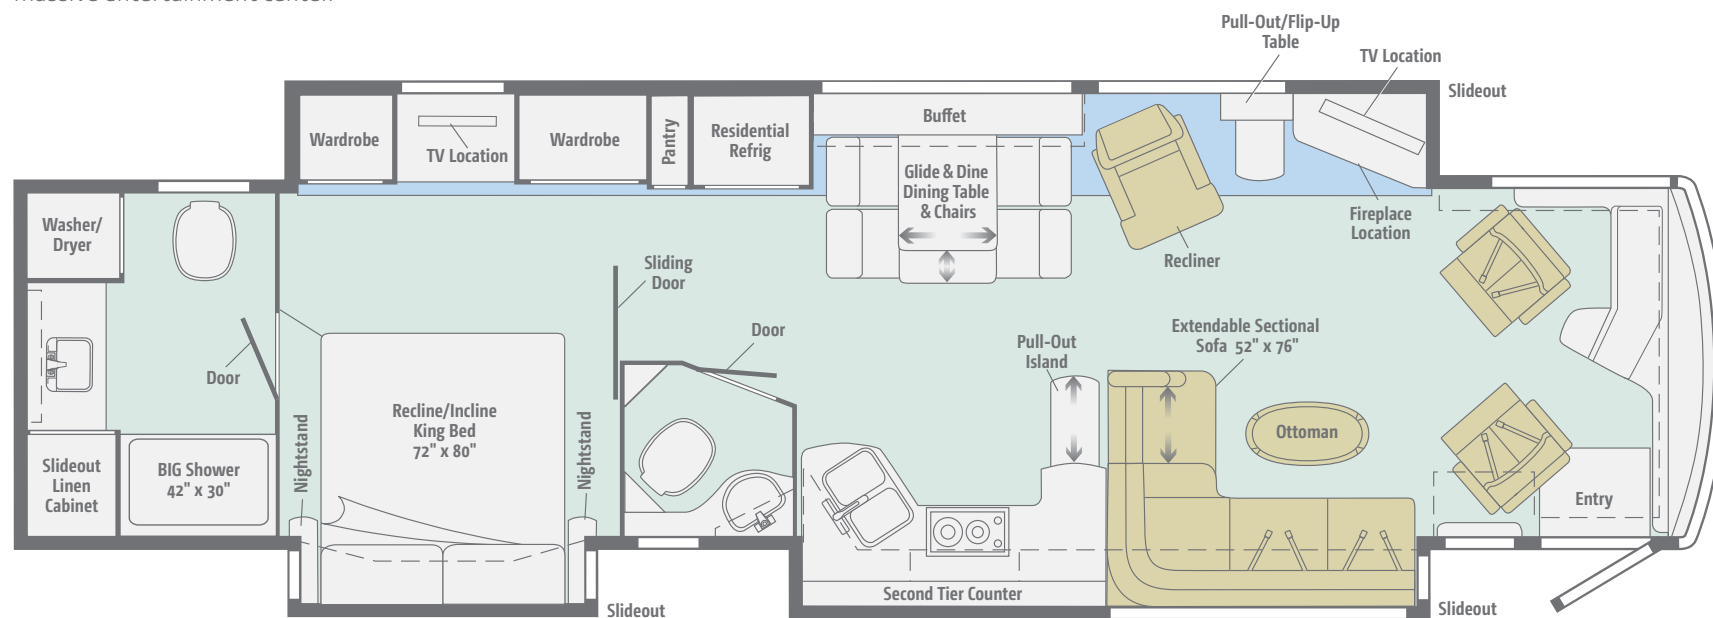 massive entertainment center.
Pull-Out/Flip-Up
Table
TV Location
Slideout
Wardrobe
TV Location
Wardrobe
Pantry
Residential
Refrig
Buffet
Glide & Dine
Dining Table
& Chairs
Recliner
Fireplace
Location
Washer/
Dryer
Sliding
Door
Door
Door
Pull-Out
Island
Extendable Sectional
Sofa 52" x 76"
Recline/Incline
King Bed
72" x 80"
Nightstand
Nightstand
Ottoman
Slideout
Linen
Cabinet
BIG Shower
42" x 30"
Entry
Second Tier Counter
Slideout
Slideout